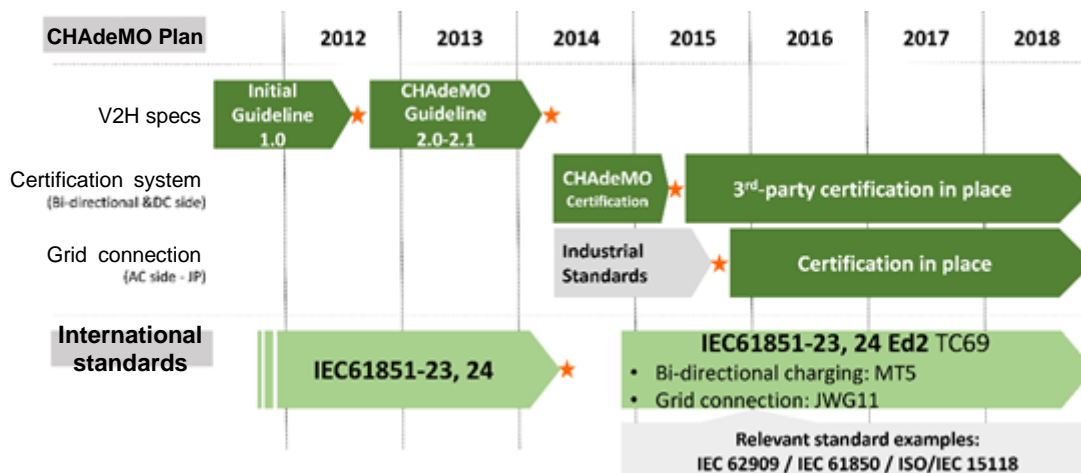 CHAdeMO Plan
2012 2013 2014 2015 2016 2017 2018
V2H specs
Initial
Guideline
1.0
CHAdeMO
Guideline
2.0-2.1
Certification system
(Bi-directional &DC side)
CHAdeMO
Certification
3rd-party certification in place
Grid connection
(AC side - JP)
Industrial
Standards
Certification in place
International
standards
IEC61851-23, 24
IEC61851-23, 24 Ed2 TC69
• Bi-directional charging: MT5
• Grid connection: JWG11
Relevant standard examples:
IEC 62909 / IEC 61850 / ISO/IEC 15118